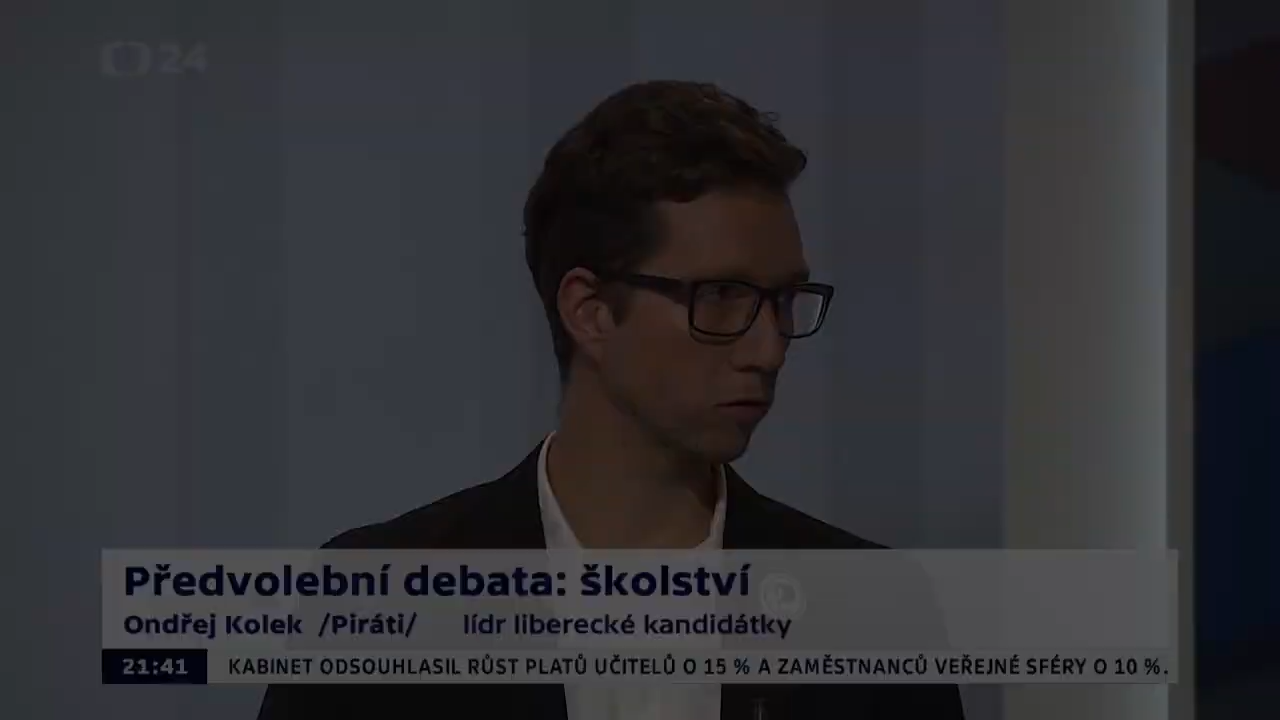 24
Předvolební debata: školství
Ondřej Kolek /Piráti/ lídr liberecké kandidátky
21:41 KABINET ODSOUHLASIL RŮST PLATŮ UČITELŮ O 15 % A ZAMĚSTNANCŮ VEŘEJNÉ SFÉRY O 10 %.